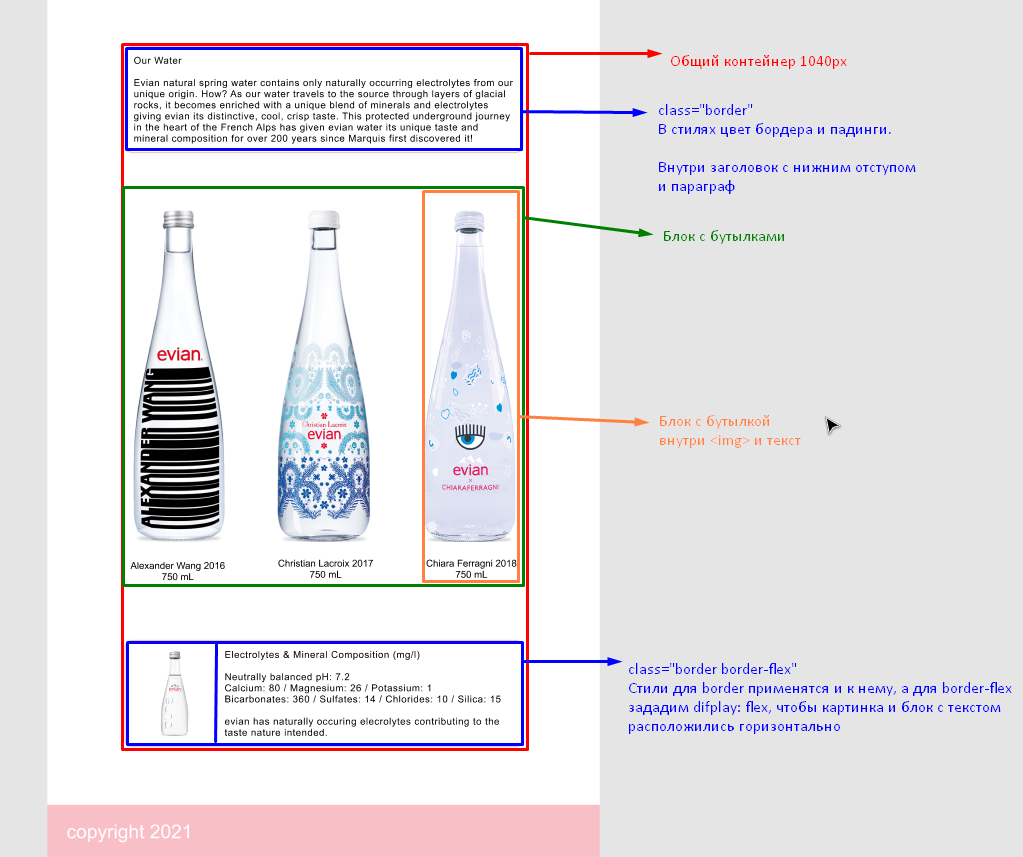 Our Water
Evian natural spring water contains only naturally occurring electrolytes from our
unique origin. How? As our water travels to the source through layers of glacial
rocks, it becomes enriched with a unique blend of minerals and electrolytes
giving evian its distinctive, cool, crisp taste. This protected underground journey
in the heart of the French Alps has given evian water its unique taste and
mineral composition for over 200 years since Marquis first discovered it!
Общий контейнер 1040px
class="border"
В стилях цвет бордера и падинги.
Внутри заголовок с нижним отступом
и параграф
Блок с бутылками
evian.
ALEXANDER WANG
Christian Lacroix
evian
evian
x
CHIARAFERRAGNI
Блок с бутылкой
внутри <img> и текст
Alexander Wang 2016
750 mL
Christian Lacroix 2017
750 mL
Chiara Ferragni 2018
750 mL
evian
Electrolytes & Mineral Composition (mg/l)
Neutrally balanced pH: 7.2
Calcium: 80 / Magnesium: 26 / Potassium: 1
Bicarbonates: 360 / Sulfates: 14 / Chlorides: 10 / Silica: 15
evian has naturally occuring elecrolytes contributing to the
taste nature intended.
class="border border-flex"
Стили для border применятся и к нему, а для border-flex
зададим difplay: flex, чтобы картинка и блок с текстом
расположились горизонтально
copyright 2021